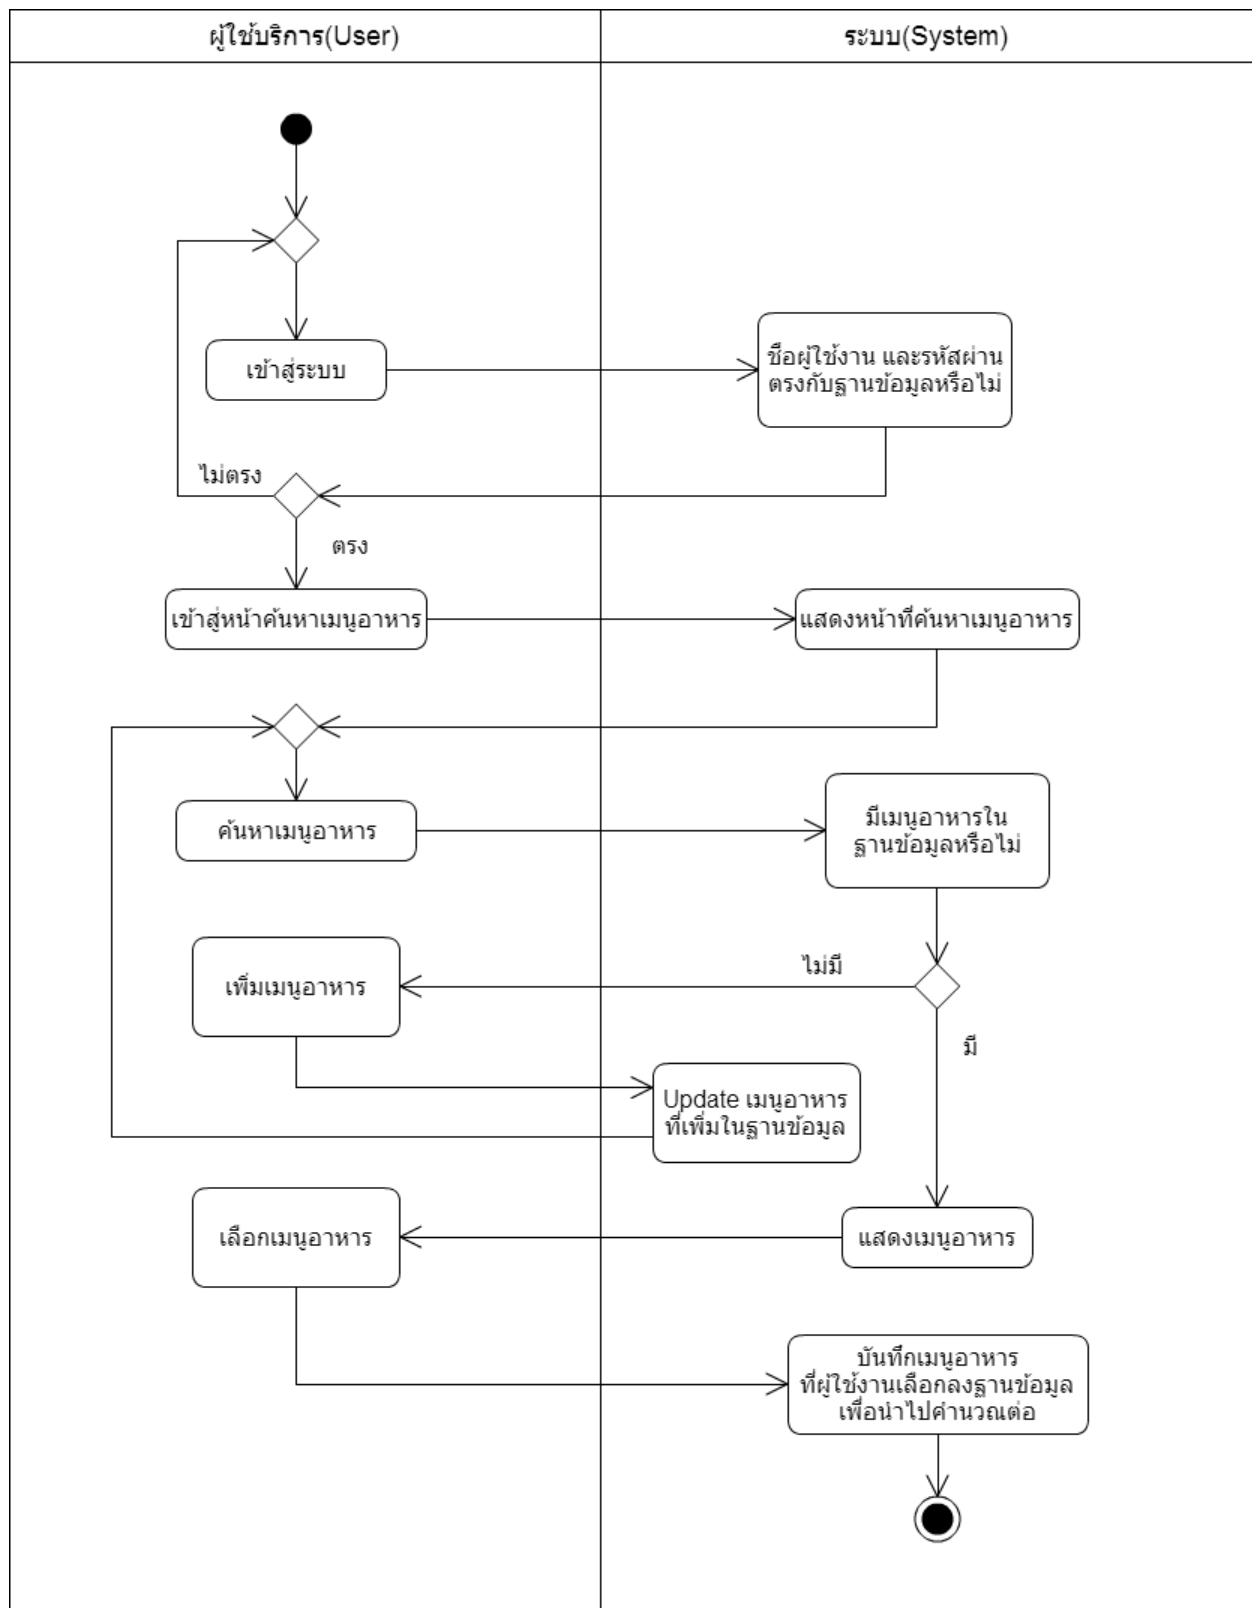 ผู้ใช้บริการ(User)
ระบบ(System)
เข้าสู่ระบบ
ชื่อผู้ใช้งาน และรหัสผ่าน
ตรงกับฐานข้อมูลหรือไม่
ไม่ตรง
ตรง
เข้าสู่หน้าค้นหาเมนูอาหาร
แสดงหน้าที่ค้นหาเมนูอาหาร
ค้นหาเมนูอาหาร
มีเมนูอาหารใน
ฐานข้อมูลหรือไม่
ไม่มี
เพิ่มเมนูอาหาร
มี
Update เมนูอาหาร
ที่เพิ่มในฐานข้อมูล
เลือกเมนูอาหาร
แสดงเมนูอาหาร
บันทึกเมนูอาหาร
ที่ผู้ใช้งานเลือกลงฐานข้อมูล
เพื่อนำไปคำนวณต่อ